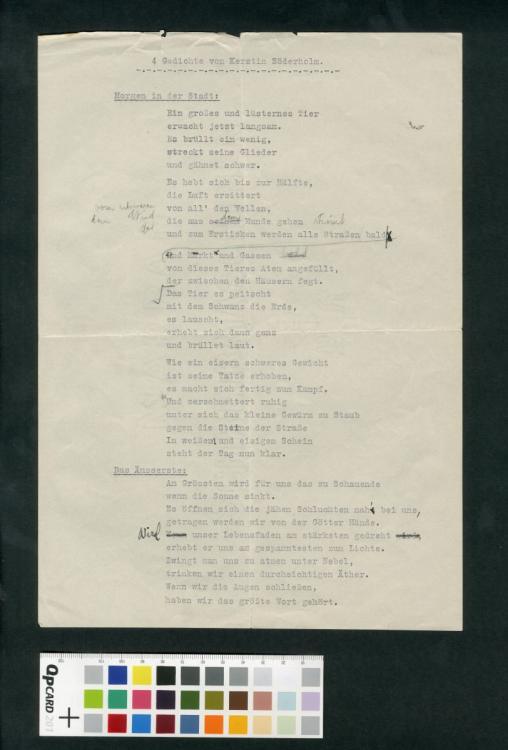 4 Gedichte von Kerstin Söderholm.
Morgen in der Stadt:
Ein großes und lüsternes Tier
erwacht jetzt langsam.
Es brüllt ein wenig,
streckt seine Glieder
und gähnet schwer.
Es hebt sich bis zur Hälfte,
die Luft erzittert
von all' den Wellen,
die aus dem Munde gehen
und zum Ersticken werden alle Straßen bald
Und Markt und Gassen
von dieses Tieres Atem angefüllt,
der zwischen den Häusern fegt.
Das Tier es peitscht
mit dem Schwanz die Erde,
es lauscht,
erhebt sich dann ganz
und brüllet laut.
Wie ein eisern schweres Gewicht
ist seine Tatze erhoben,
es macht sich fertig zum Kampf.
Und zerschmettert ruhig
unter sich das kleine Gewürm zu Staub
gegen die Steine der Straße
In weißem und eisigem Schein
steht der Tag nun klar.
Das Äusserste:
Am Grössten wird für uns das zu Schauende
wenn die Sonne sinkt.
Es öffnen sich die jähen Schluchten nah' bei uns,
getragen werden wir von der Götter Hände.
Wird unser Lebensfaden am stärksten gedreht wird,
erhebt er uns am gespanntesten zum Lichte.
Zwingt man uns zu atmen unter Nebel,
trinken wir einen durchsichtigen Äther.
Wenn wir die Augen schließen,
haben wir das größte Wort gehört.
QPCARD 201